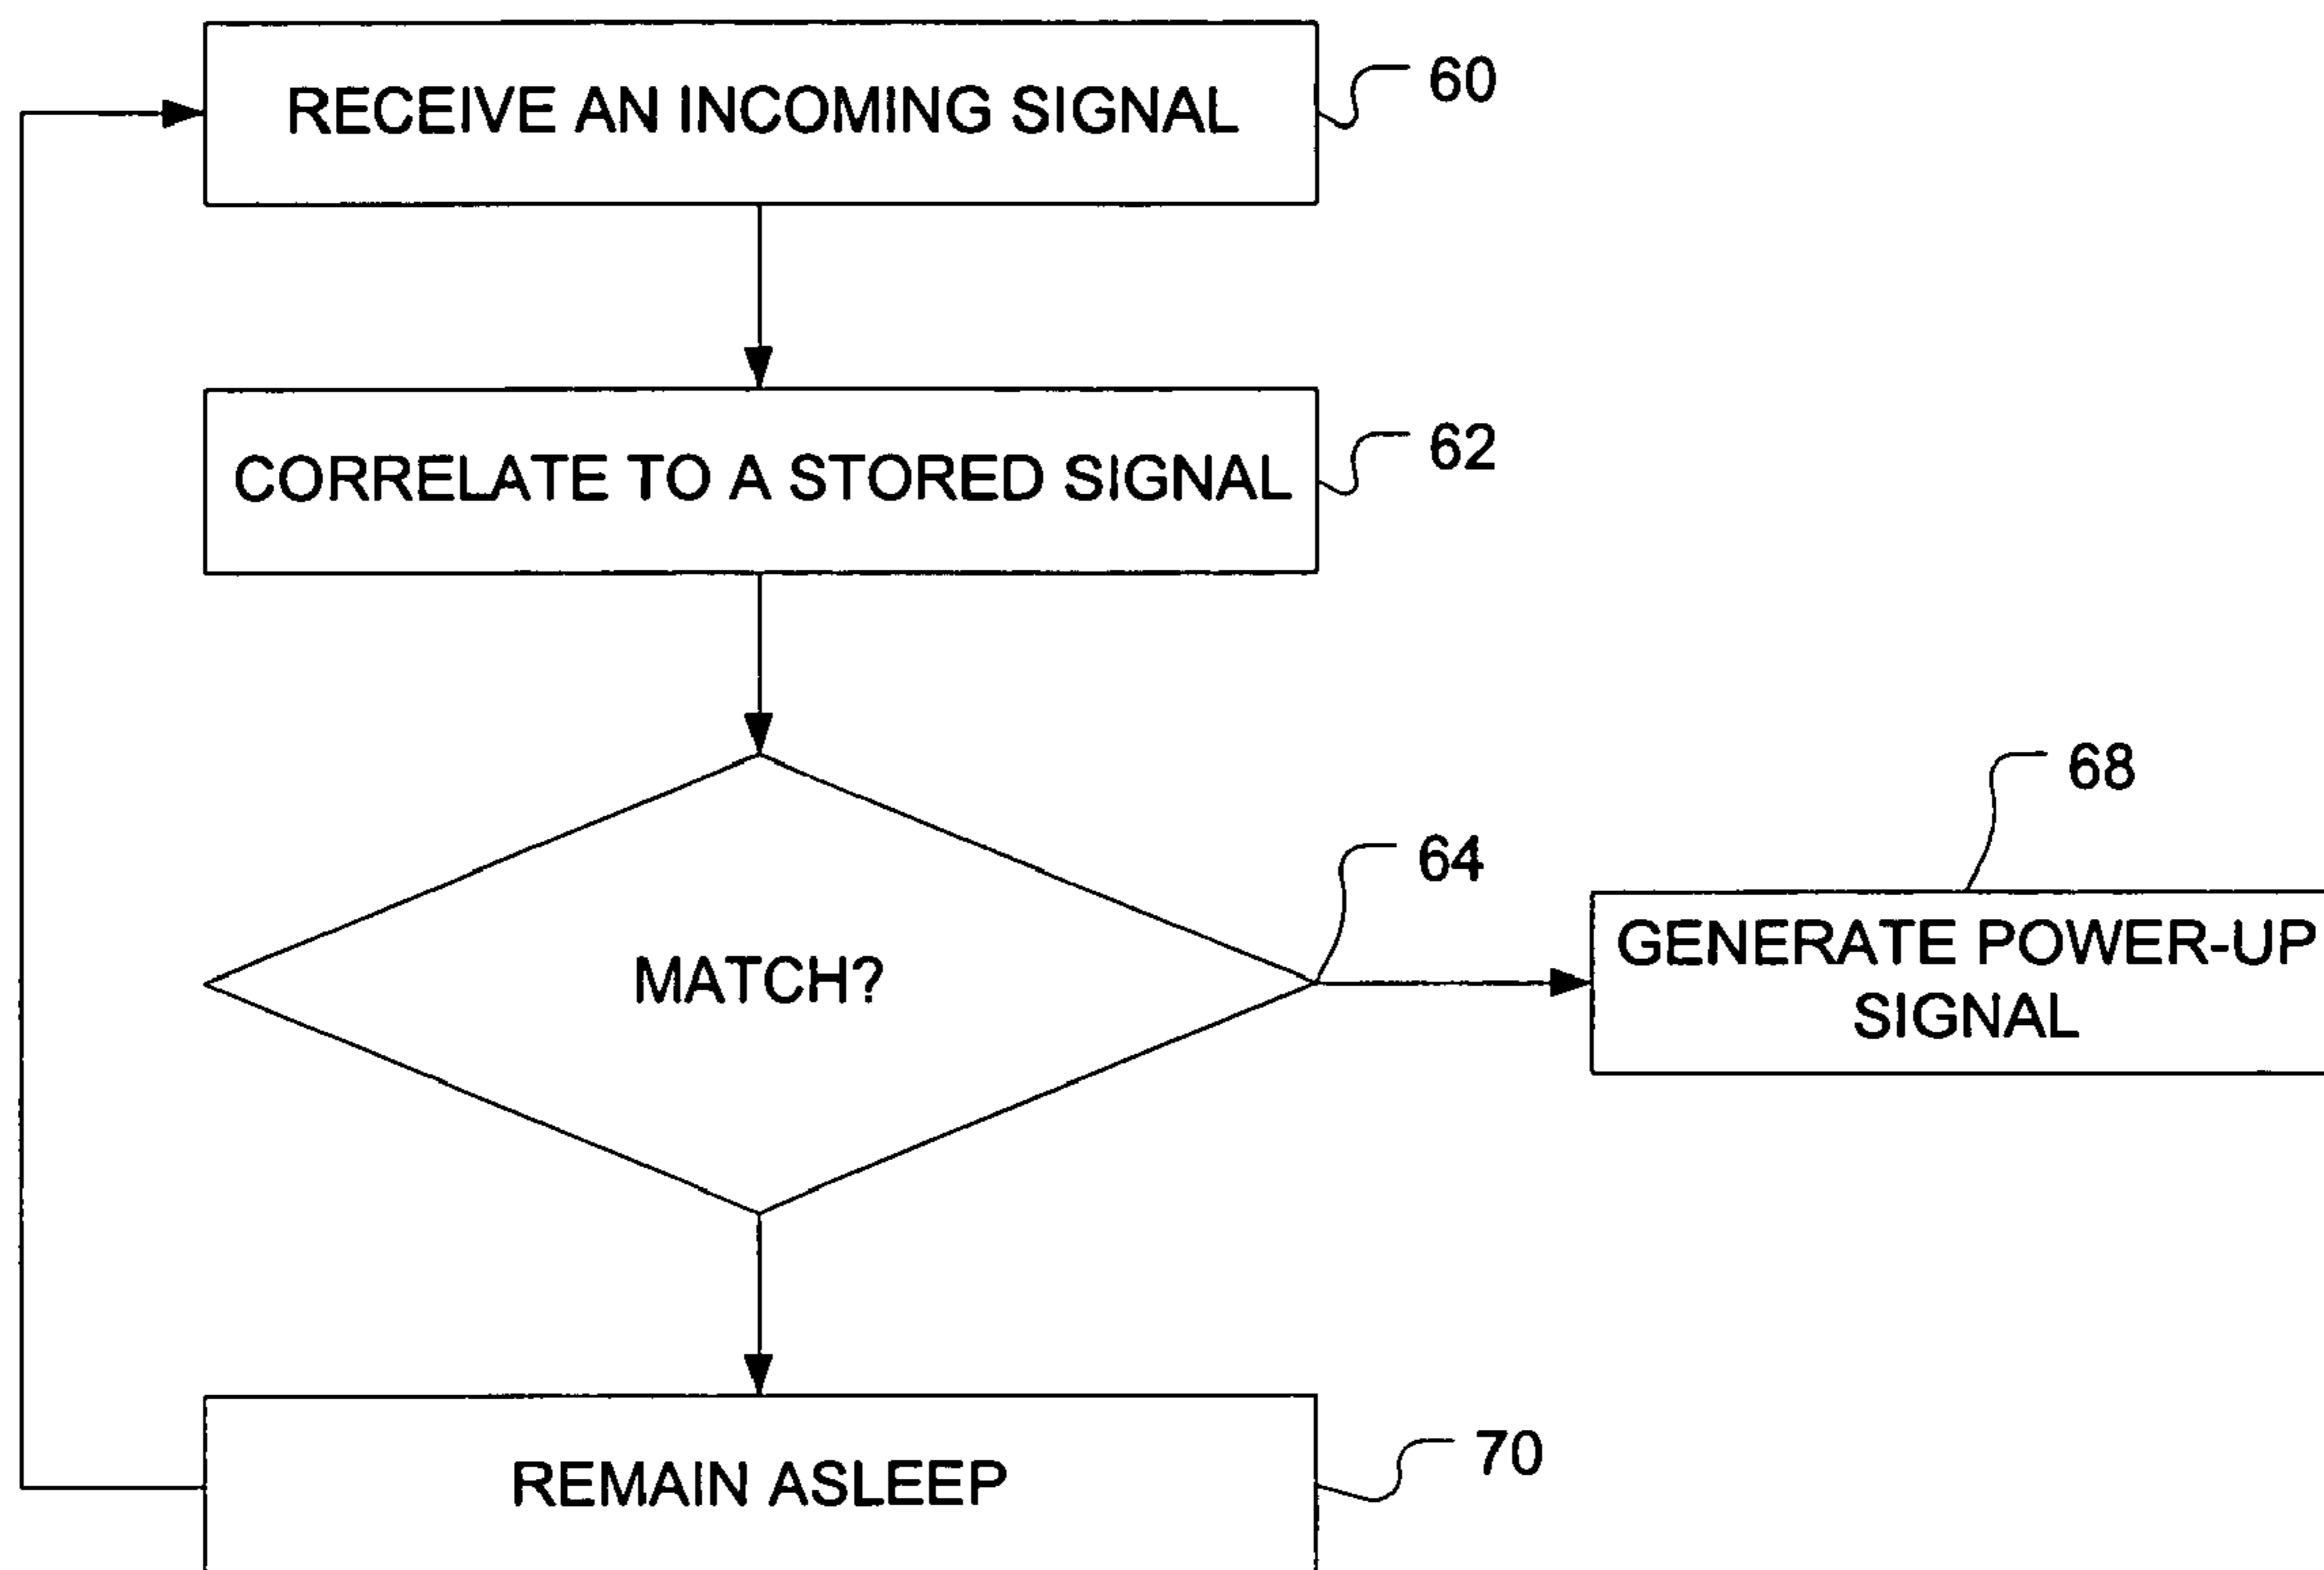 RECEIVE AN INCOMING SIGNAL
60
CORRELATE TO A STORED SIGNAL
62
MATCH?
64
68
GENERATE POWER-UP
SIGNAL
REMAIN ASLEEP
70